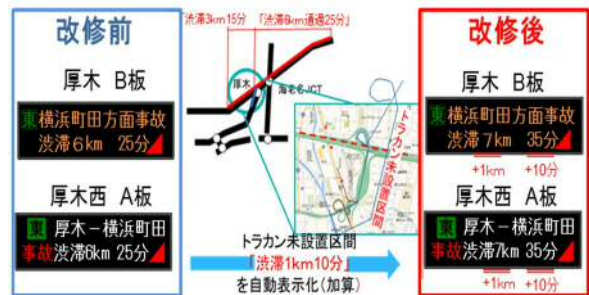 改修前
厚木 B板
東横浜町田方面事故
渋滞6km 25分
厚木西 A板
東 厚木−横浜町田
事故渋滞6km 25分
「渋滞3km15分
「渋滞6km通過25分」
厚木
海老名JCT
トラカン未設置区間
トラカン未設置区間
「渋滞1km10分」
を自動表示化(加算)
改修後
厚木 B板
東横浜町田方面事故
渋滞7km 35分
+1km +10分
厚木西 A板
東 厚木−横浜町田
事故渋滞7km 35分
+1km +10分